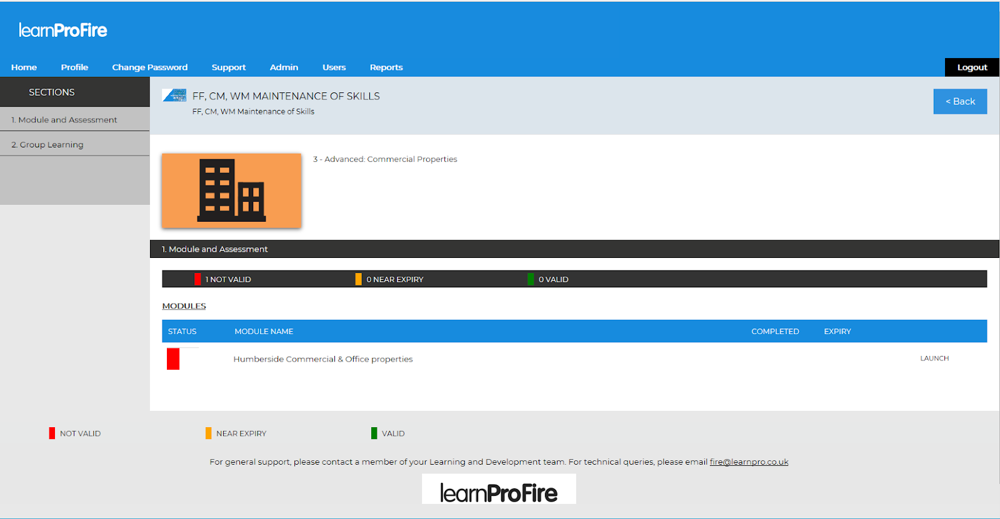 learnProFire
Home Profile Change Password Support Admin Users Reports Logout
SECTIONS
1. Module and Assessment
2. Group Learning
FF, CM, WM MAINTENANCE OF SKILLS
FF, CM, WM Maintenance of Skills
< Back
3 - Advanced: Commercial Properties
1. Module and Assessment
1 NOT VALID 0 NEAR EXPIRY 0 VALID
MODULES
STATUS MODULE NAME COMPLETED EXPIRY
Humberside Commercial & Office properties LAUNCH
NOT VALID NEAR EXPIRY VALID
For general support, please contact a member of your Learning and Development team. For technical queries, please email fire@learnpro.co.uk
learnProFire